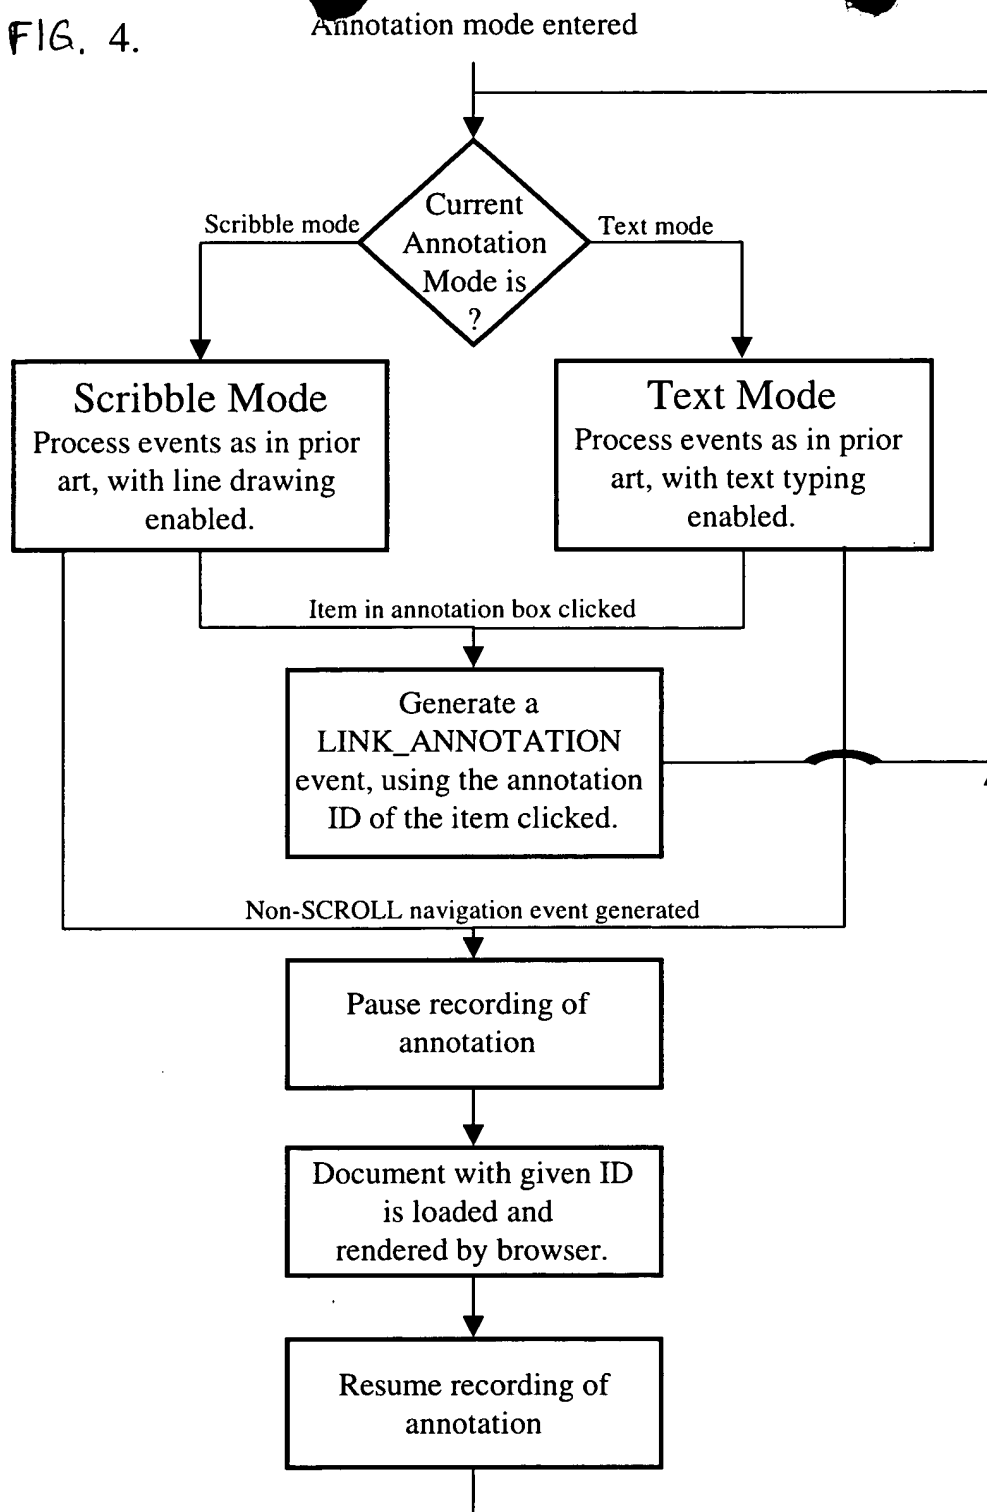 FIG. 4.
Annotation mode entered
Current
Annotation
Mode is
?
Scribble mode
Text mode
Scribble Mode
Process events as in prior
art, with line drawing
enabled.
Text Mode
Process events as in prior
art, with text typing
enabled.
Item in annotation box clicked
Generate a
LINK_ANNOTATION
event, using the annotation
ID of the item clicked.
Non-SCROLL navigation event generated
Pause recording of
annotation
Document with given ID
is loaded and
rendered by browser.
Resume recording of
annotation